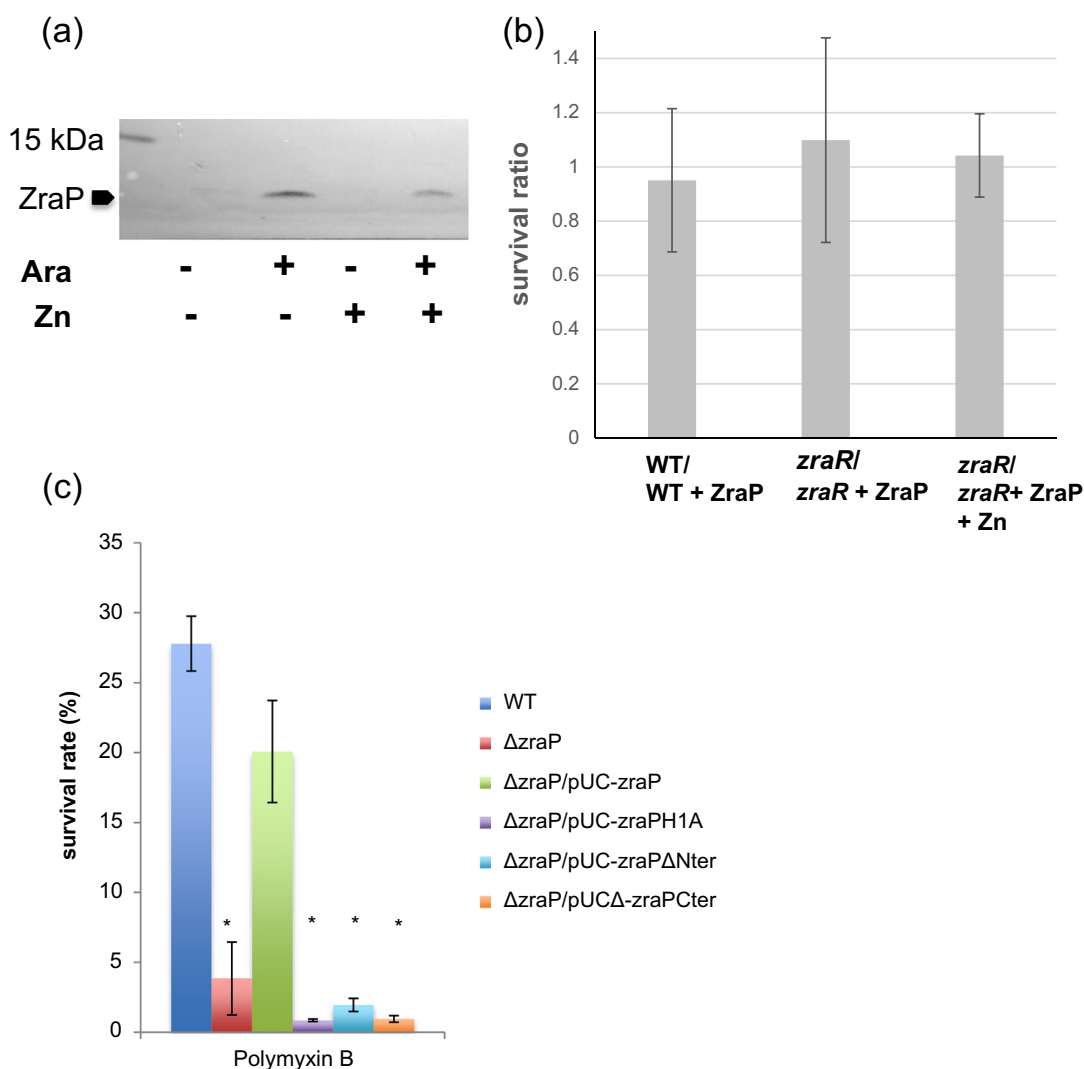 (a)
15 kDa
ZraP
Ara - + - +
Zn - - + +
(b)
survival ratio
1.4
1.2
1
0.8
0.6
0.4
0.2
0
WT/
WT + ZraP
zraR/
zraR + ZraP
zraR/
zraR+ ZraP
+ Zn
(c)
survival rate (%)
35
30
25
20
15
10
5
0
* * * *
Polymyxin B
WT
ΔzraP
ΔzraP/pUC-zraP
ΔzraP/pUC-zraPH1A
ΔzraP/pUC-zraPΔNter
ΔzraP/pUCΔ-zraPCter